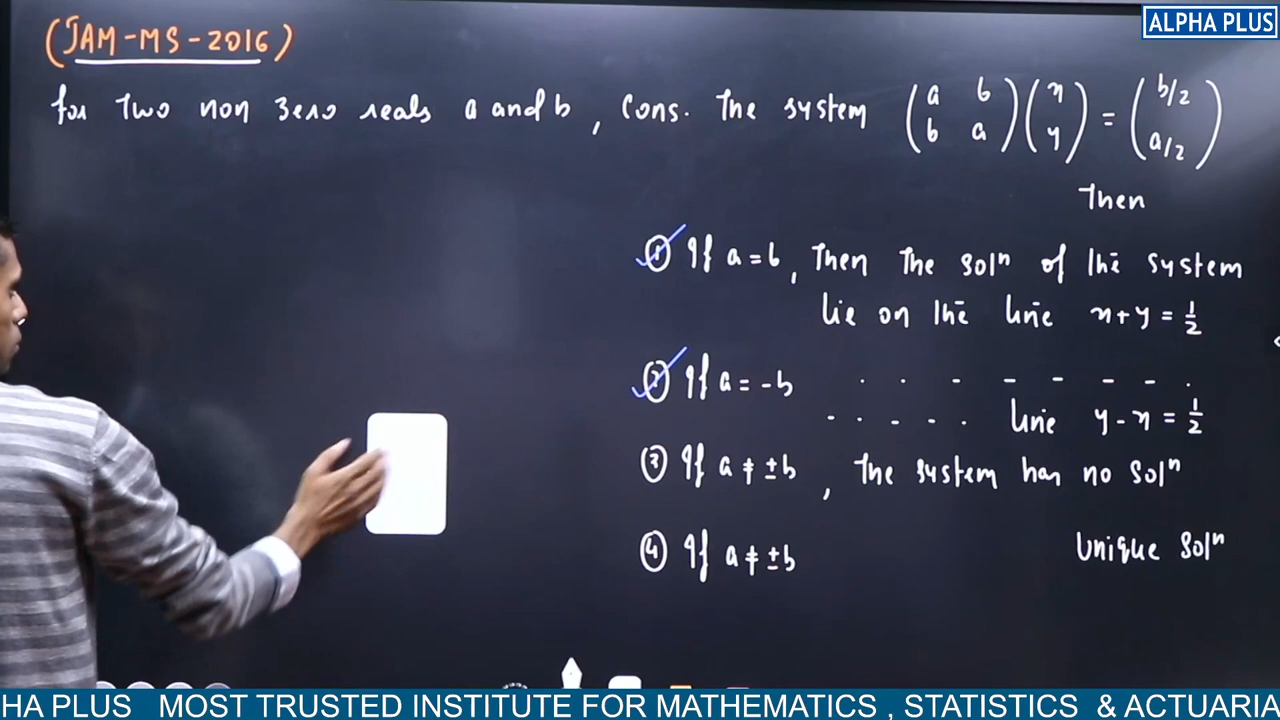 ALPHA PLUS
(JAM-MS-2016)
for Two non zero reals a and b, Cons. The system (a b b a)(x y) = (b/2 a/2)
Then
① If a = b, Then the solⁿ of the system
lie on the line x+y = 1/2
② If a = -b . . - - - - - .
- . . . . line y-x = 1/2
③ If a ≠ ±b, the system has no solⁿ
④ If a ≠ ±b Unique solⁿ
HA PLUS MOST TRUSTED INSTITUTE FOR MATHEMATICS , STATISTICS & ACTUARIA